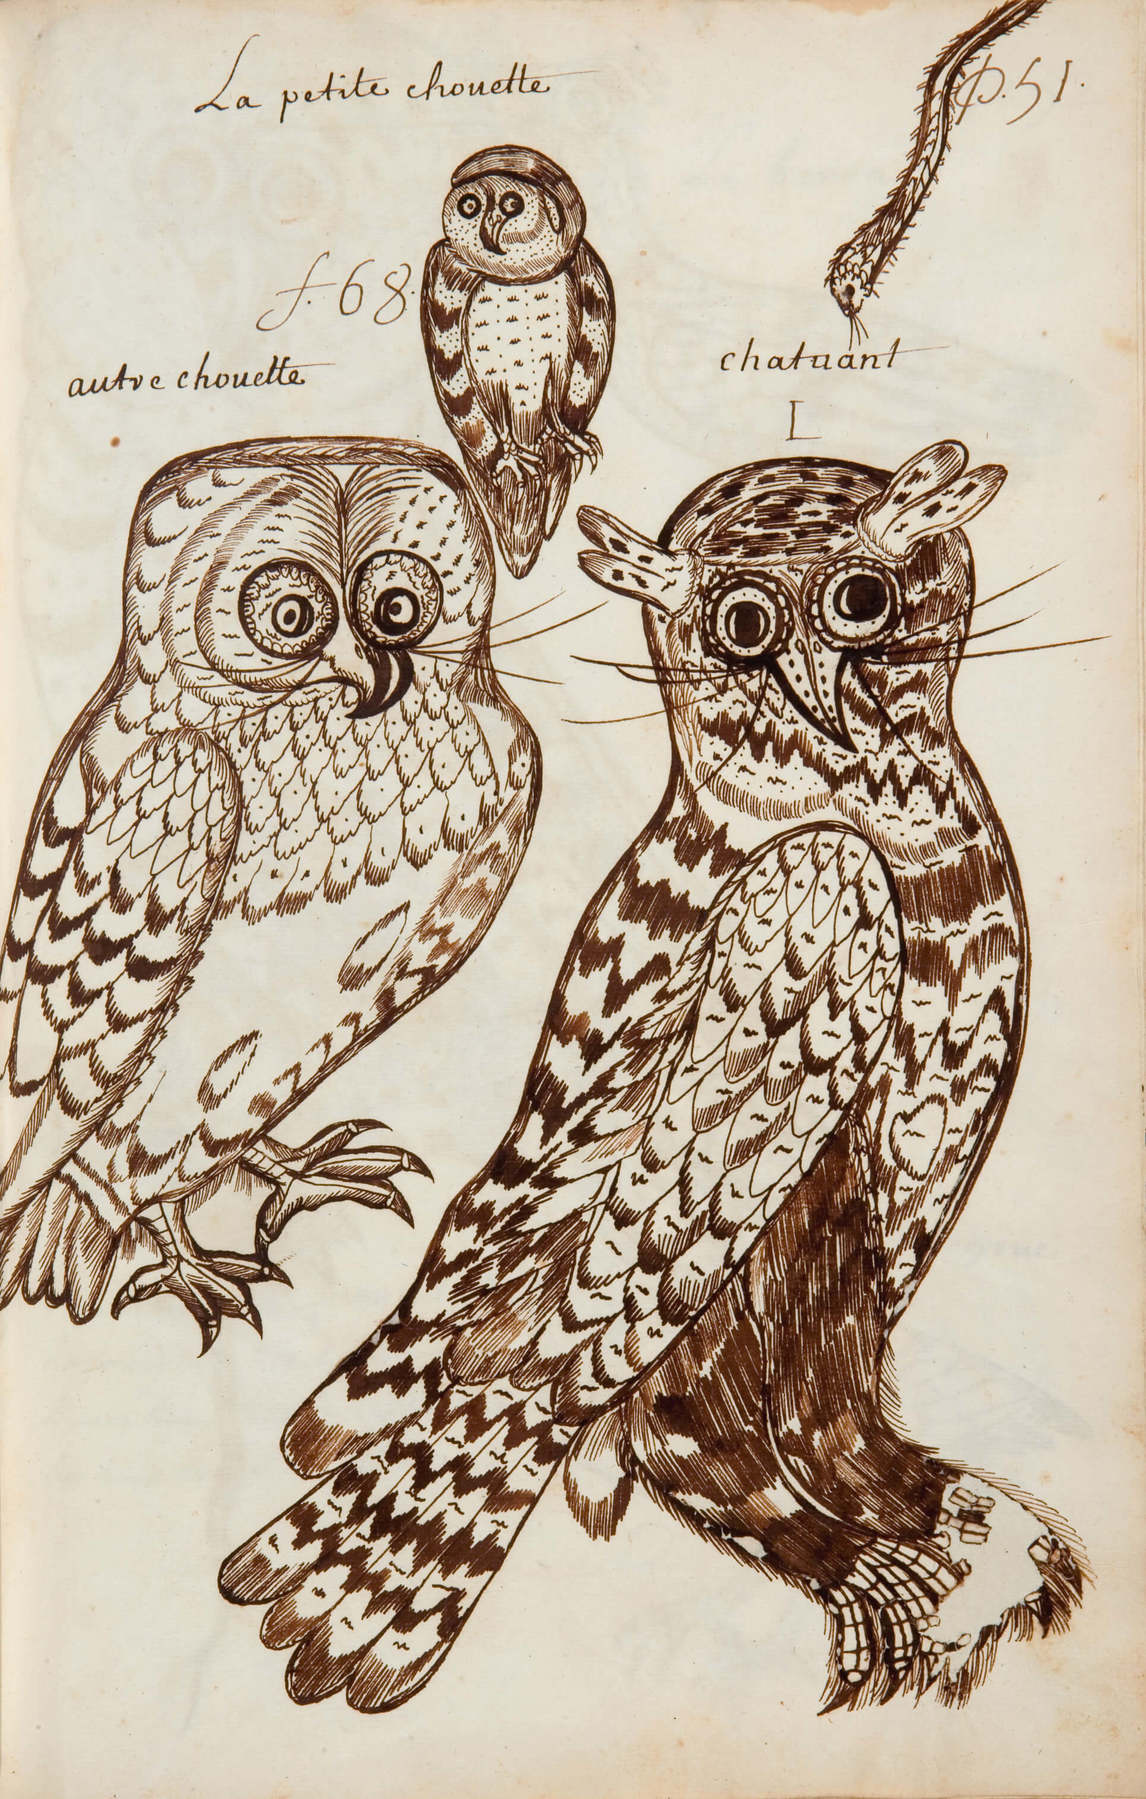 La petite chouette
P. 51.
f. 68.
autre chouette
chatuant
L